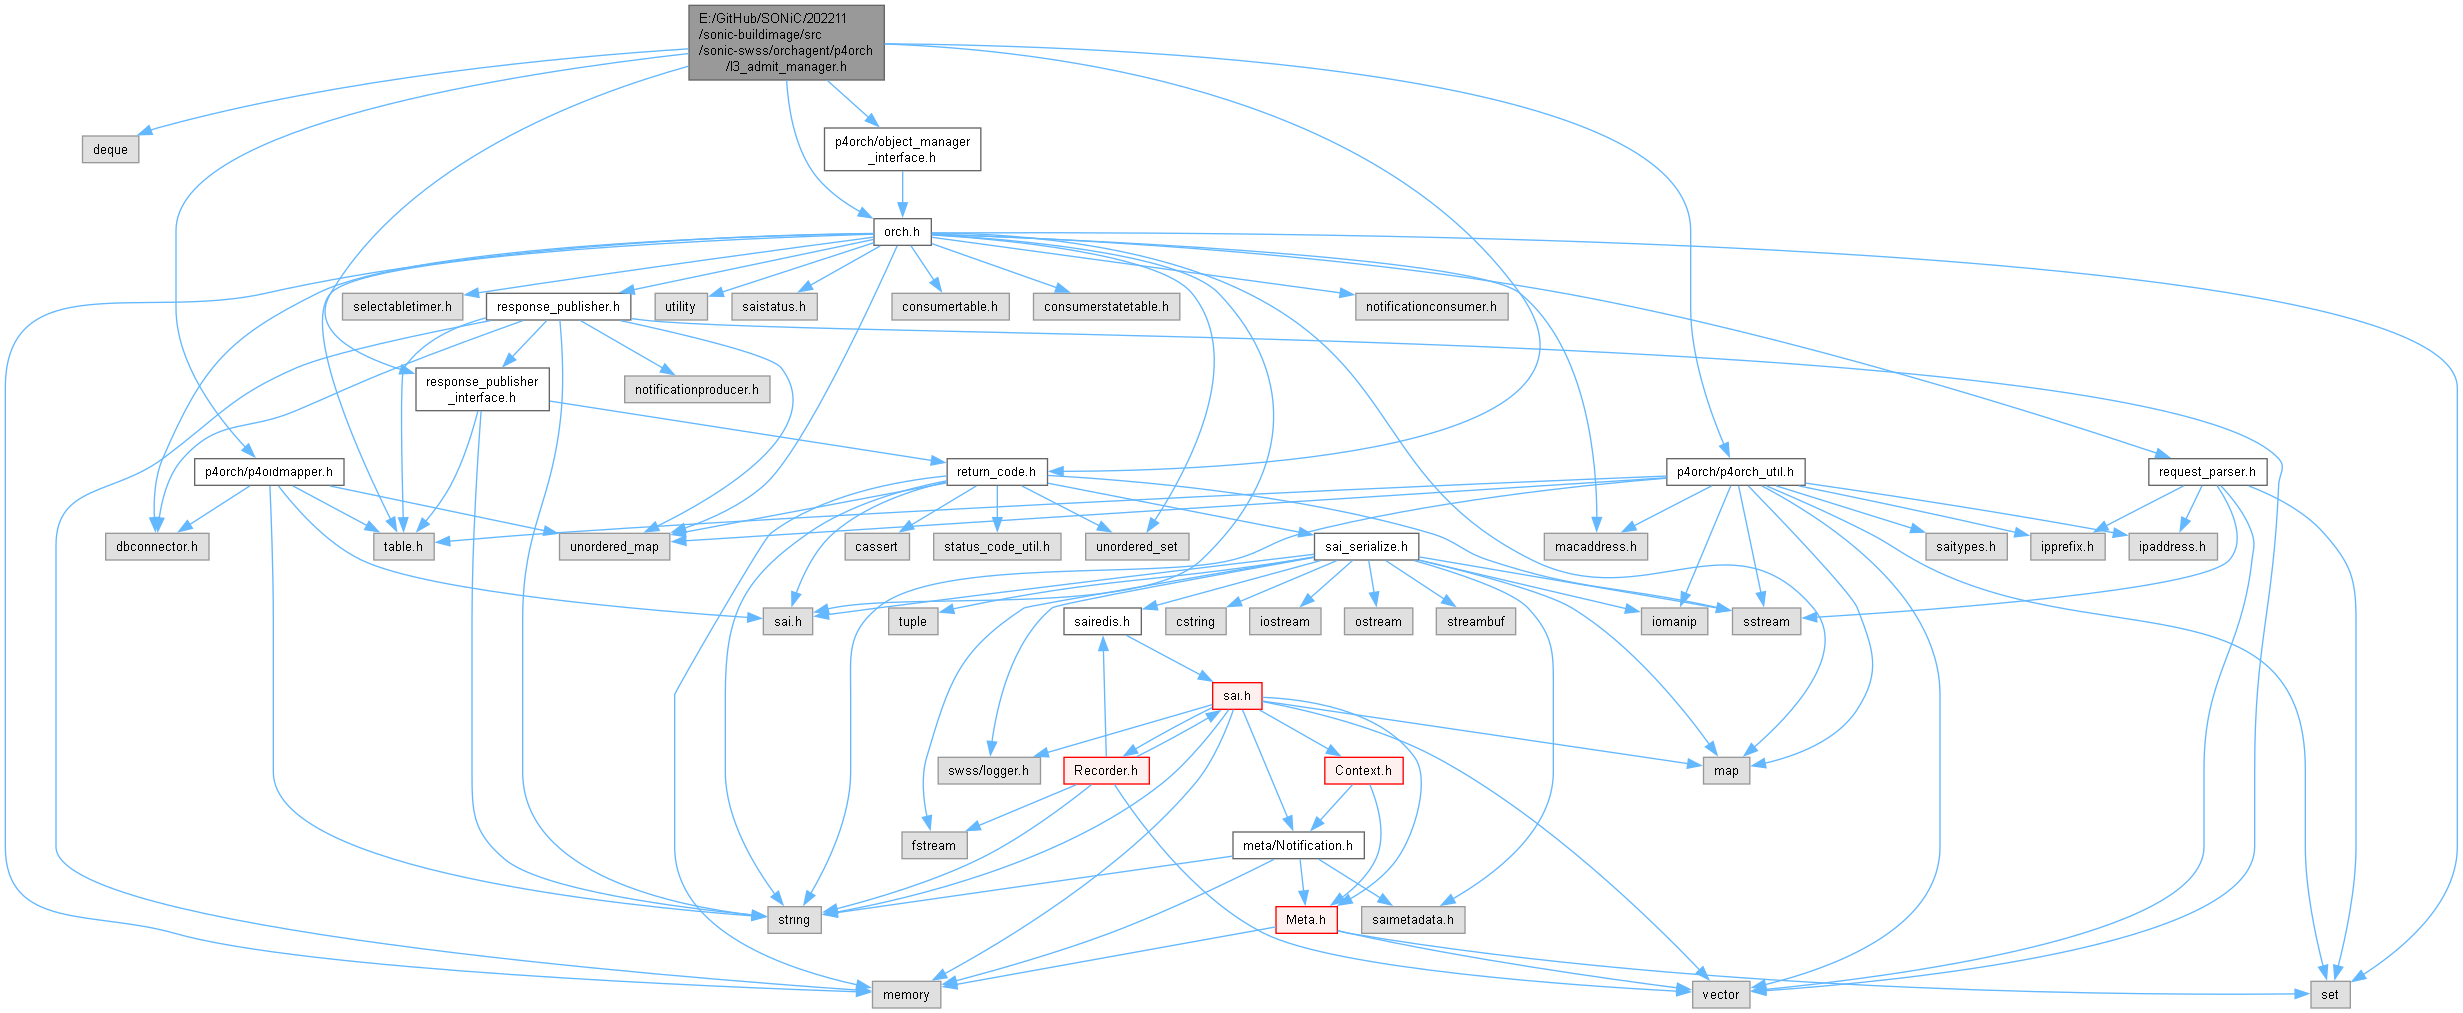 E:/GitHub/SONiC/202211
/sonic-buildimage/src
/sonic-swss/orchagent/p4orch
/l3_admit_manager.h
deque
p4orch/object_manager
_interface.h
orch.h
selectabletimer.h
response_publisher.h
utility
saistatus.h
consumertable.h
consumerstatetable.h
notificationconsumer.h
response_publisher
_interface.h
notificationproducer.h
p4orch/p4oidmapper.h
return_code.h
p4orch/p4orch_util.h
request_parser.h
dbconnector.h
table.h
unordered_map
cassert
status_code_util.h
unordered_set
sai_serialize.h
macaddress.h
saitypes.h
ipprefix.h
ipaddress.h
sai.h
tuple
sairedis.h
cstring
iostream
ostream
streambuf
iomanip
sstream
sai.h
swss/logger.h
Recorder.h
Context.h
map
fstream
meta/Notification.h
string
Meta.h
saimetadata.h
memory
vector
set